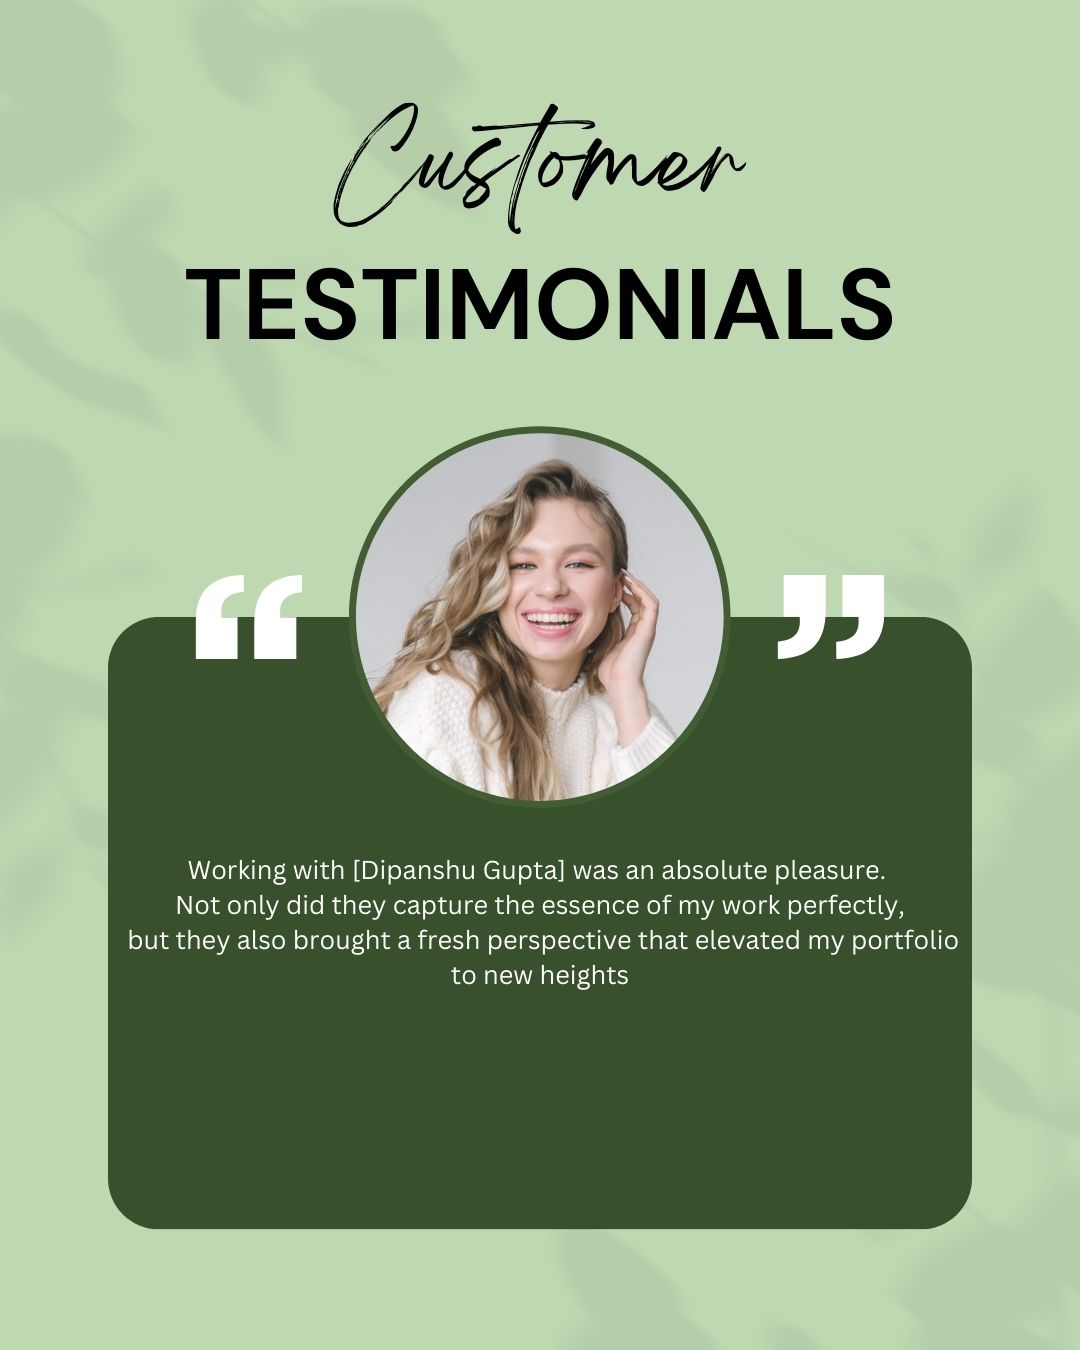 Customer
TESTIMONIALS
“ ”
Working with [Dipanshu Gupta] was an absolute pleasure.
Not only did they capture the essence of my work perfectly,
but they also brought a fresh perspective that elevated my portfolio
to new heights